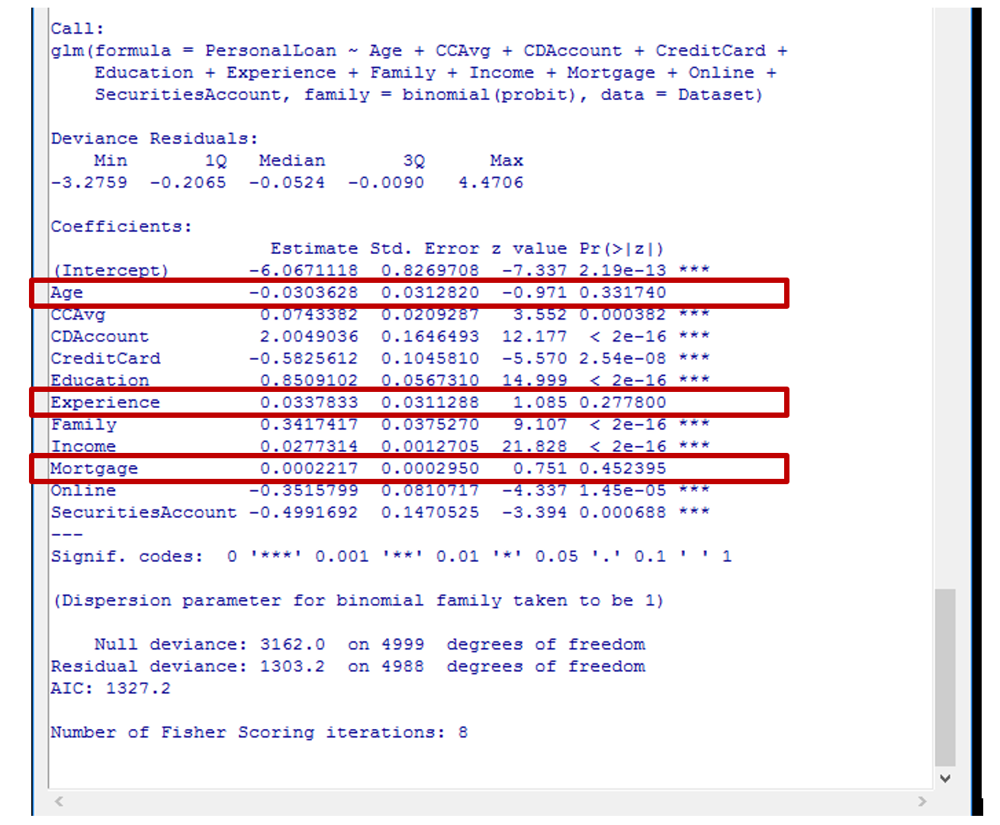 Call:
glm(formula = PersonalLoan ~ Age + CCAvg + CDAccount + CreditCard +
    Education + Experience + Family + Income + Mortgage + Online +
    SecuritiesAccount, family = binomial(probit), data = Dataset)

Deviance Residuals:
    Min       1Q   Median       3Q      Max
-3.2759  -0.2065  -0.0524  -0.0090   4.4706

Coefficients:
                    Estimate Std. Error z value Pr(>|z|)
(Intercept)       -6.0671118  0.8269708  -7.337 2.19e-13 ***
Age               -0.0303628  0.0312820  -0.971 0.331740
CCAvg              0.0743382  0.0209287   3.552 0.000382 ***
CDAccount          2.0049036  0.1646493  12.177  < 2e-16 ***
CreditCard        -0.5825612  0.1045810  -5.570 2.54e-08 ***
Education          0.8509102  0.0567310  14.999  < 2e-16 ***
Experience         0.0337833  0.0311288   1.085 0.277800
Family             0.3417417  0.0375270   9.107  < 2e-16 ***
Income             0.0277314  0.0012705  21.828  < 2e-16 ***
Mortgage           0.0002217  0.0002950   0.751 0.452395
Online            -0.3515799  0.0810717  -4.337 1.45e-05 ***
SecuritiesAccount -0.4991692  0.1470525  -3.394 0.000688 ***
---
Signif. codes:  0 '***' 0.001 '**' 0.01 '*' 0.05 '.' 0.1 ' ' 1

(Dispersion parameter for binomial family taken to be 1)

    Null deviance: 3162.0  on 4999  degrees of freedom
Residual deviance: 1303.2  on 4988  degrees of freedom
AIC: 1327.2

Number of Fisher Scoring iterations: 8